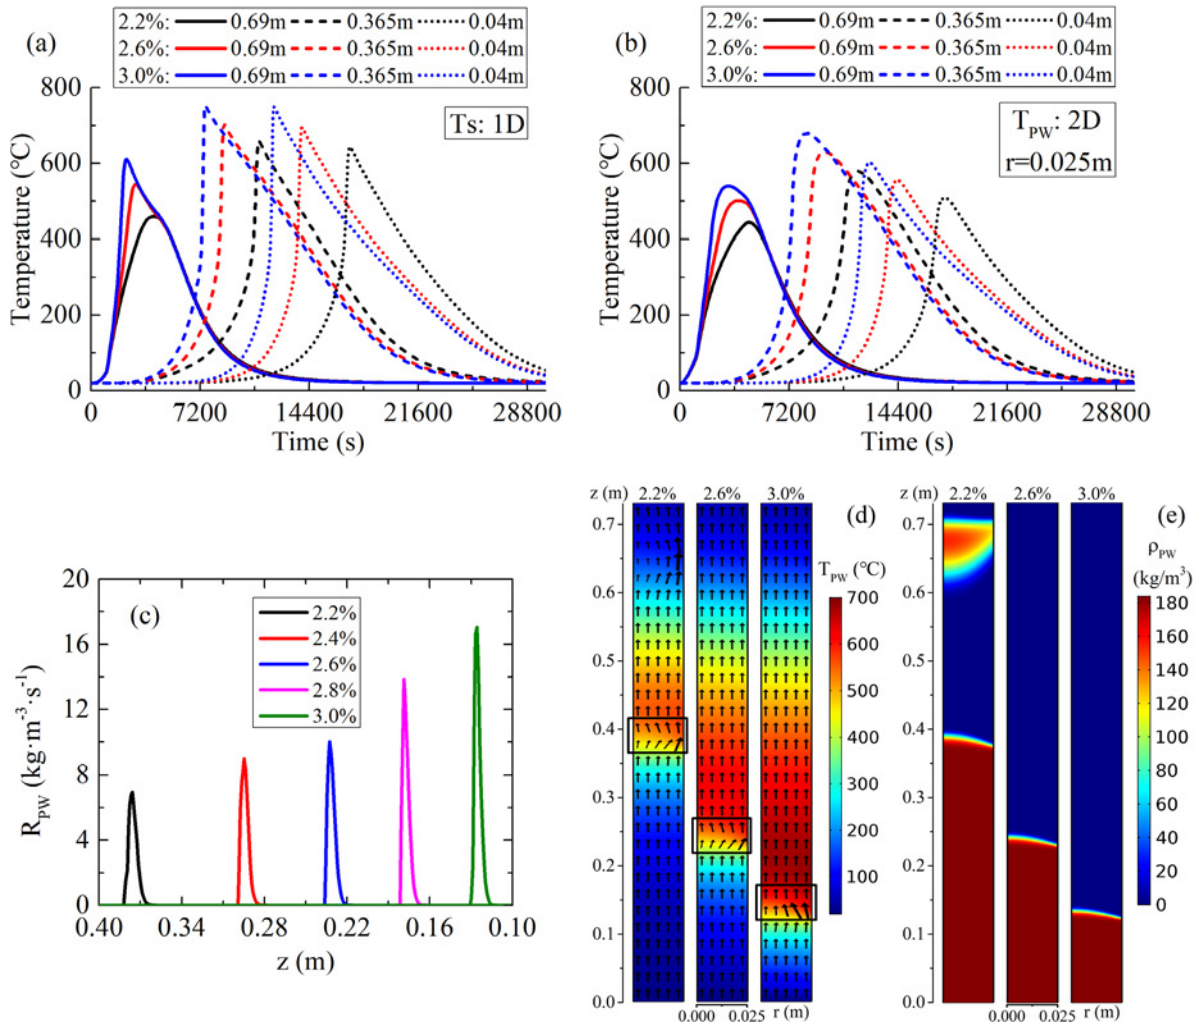 (a)
2.2%: 0.69m 0.365m 0.04m
2.6%: 0.69m 0.365m 0.04m
3.0%: 0.69m 0.365m 0.04m
Ts: 1D
Temperature (℃)
800
600
400
200
0
0 7200 14400 21600 28800
Time (s)
(b)
2.2%: 0.69m 0.365m 0.04m
2.6%: 0.69m 0.365m 0.04m
3.0%: 0.69m 0.365m 0.04m
T_PW: 2D
r=0.025m
Temperature (℃)
800
600
400
200
0
0 7200 14400 21600 28800
Time (s)
(c)
2.2%
2.4%
2.6%
2.8%
3.0%
R_PW (kg·m⁻³·s⁻¹)
20
16
12
8
4
0
0.40 0.34 0.28 0.22 0.16 0.10
z (m)
z (m) 2.2% 2.6% 3.0%
(d)
0.7
0.6
0.5
0.4
0.3
0.2
0.1
0.0
T_PW (℃)
700
600
500
400
300
200
100
0.000 0.025 r (m)
z (m) 2.2% 2.6% 3.0%
(e)
0.7
0.6
0.5
0.4
0.3
0.2
0.1
0.0
ρ_PW
(kg/m³)
180
160
140
120
100
80
60
40
20
0
0.000 0.025 r (m)